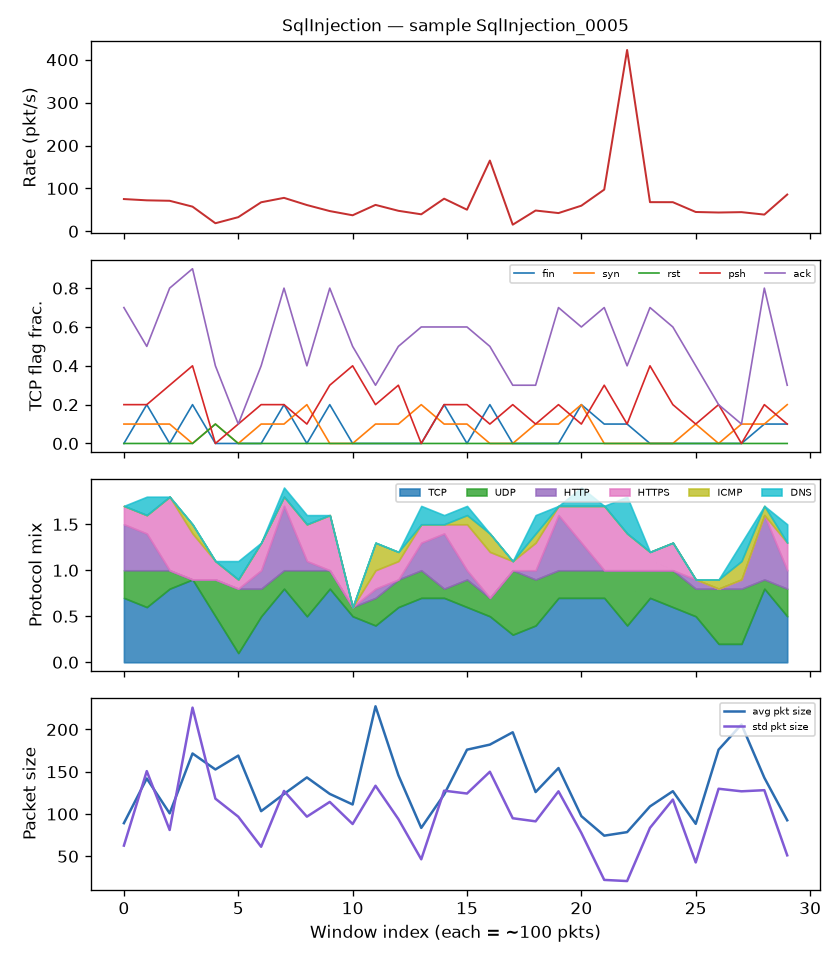 SqlInjection — sample SqlInjection_0005
Rate (pkt/s)
400
300
200
100
0
TCP flag frac.
fin syn rst psh ack
0.8
0.6
0.4
0.2
0.0
Protocol mix
TCP UDP HTTP HTTPS ICMP DNS
1.5
1.0
0.5
0.0
Packet size
avg pkt size
std pkt size
200
150
100
50
0 5 10 15 20 25 30
Window index (each = ~100 pkts)